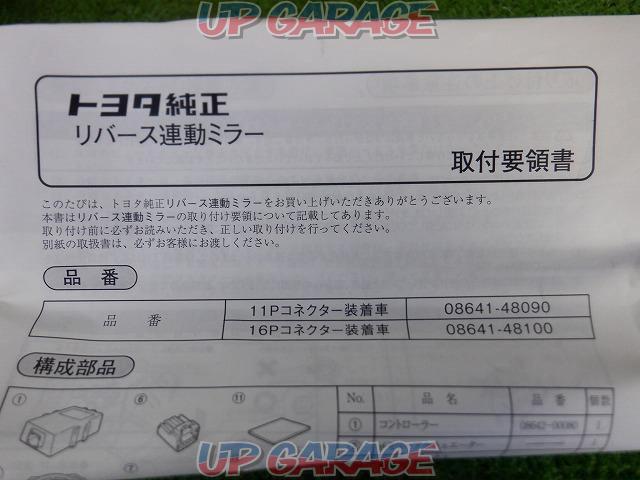 UP GARAGE
トヨタ純正
リバース連動ミラー
取付要領書
このたびは、トヨタ純正リバース連動ミラーをお買い上げいただきありがとうございます。
本書はリバース連動ミラーの取り付け要領について記載してあります。
取り付け前に必ずお読みいただき、正しい取り付けを行ってください。
別紙の取扱書は、必ずお客様にお渡しください。
品番
品番 11Pコネクター装着車 08641-48090
16Pコネクター装着車 08641-48100
構成部品
① ⑥ ⑪ No. 品名 品番 個数
① コントローラー 08642-00080 1
UP GARAGE